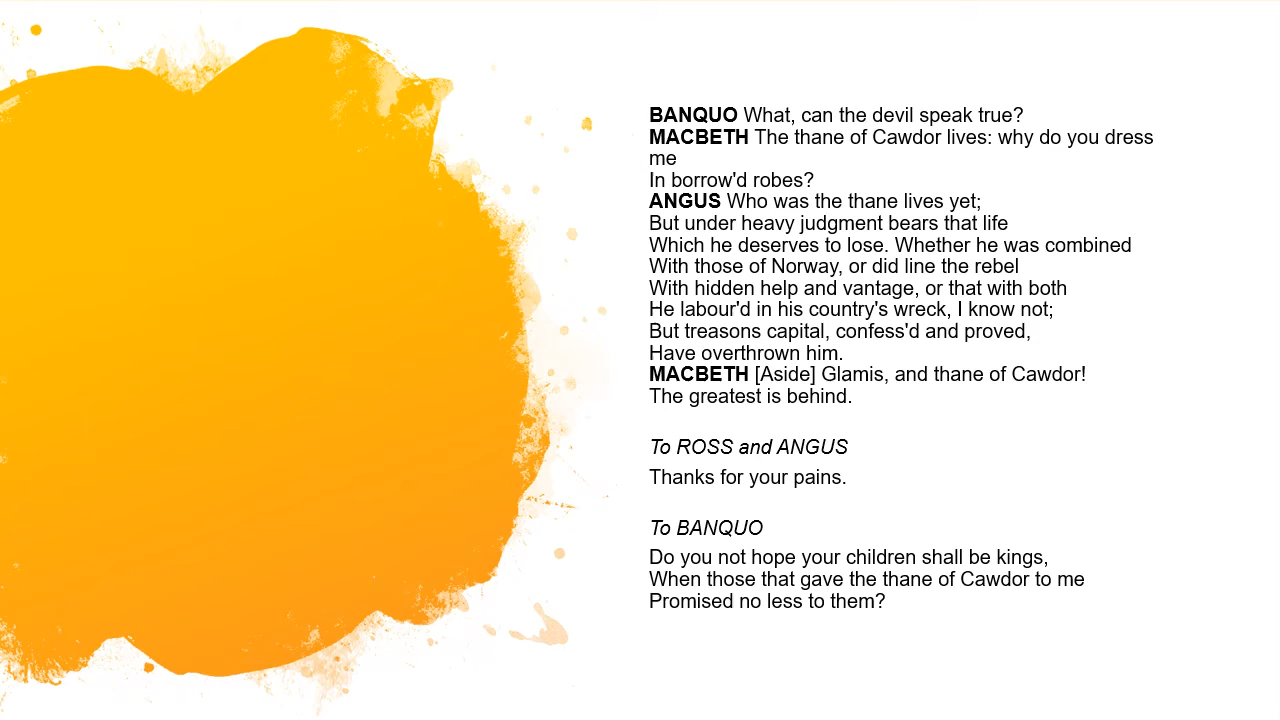 BANQUO What, can the devil speak true?
MACBETH The thane of Cawdor lives: why do you dress
me
In borrow'd robes?
ANGUS Who was the thane lives yet;
But under heavy judgment bears that life
Which he deserves to lose. Whether he was combined
With those of Norway, or did line the rebel
With hidden help and vantage, or that with both
He labour'd in his country's wreck, I know not;
But treasons capital, confess'd and proved,
Have overthrown him.
MACBETH [Aside] Glamis, and thane of Cawdor!
The greatest is behind.
To ROSS and ANGUS
Thanks for your pains.
To BANQUO
Do you not hope your children shall be kings,
When those that gave the thane of Cawdor to me
Promised no less to them?